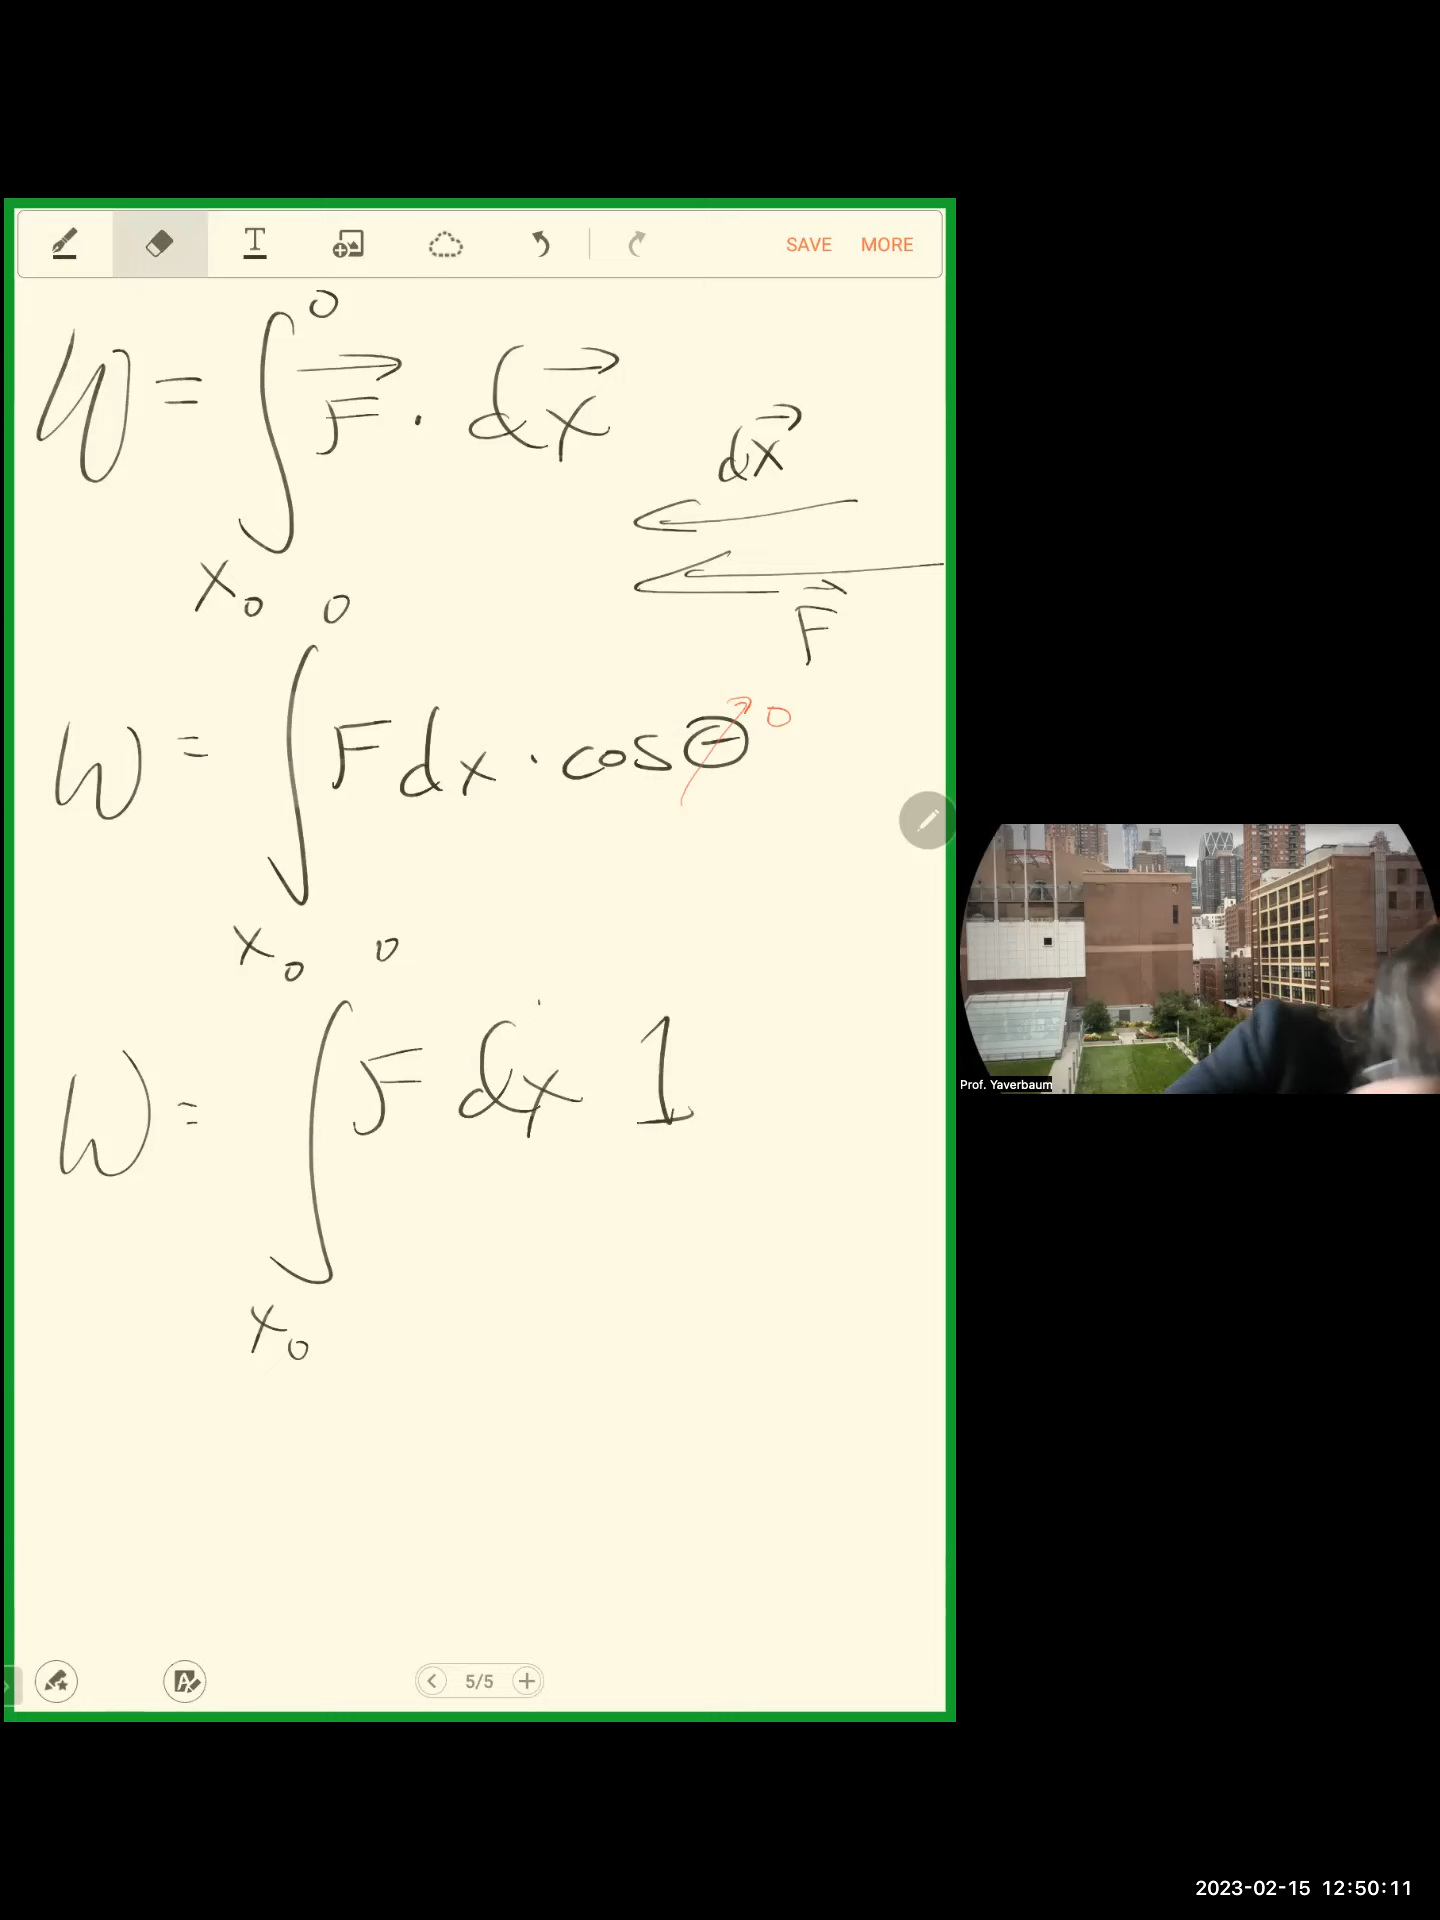 T SAVE MORE
0
W = ∫ F⃗ · dx⃗
x₀
dx⃗
F⃗
0
W = ∫ F dx · cos θ 0
x₀
0
W = ∫ F dx 1
x₀
Prof. Yaverbaum
A
5/5
2023-02-15 12:50:11